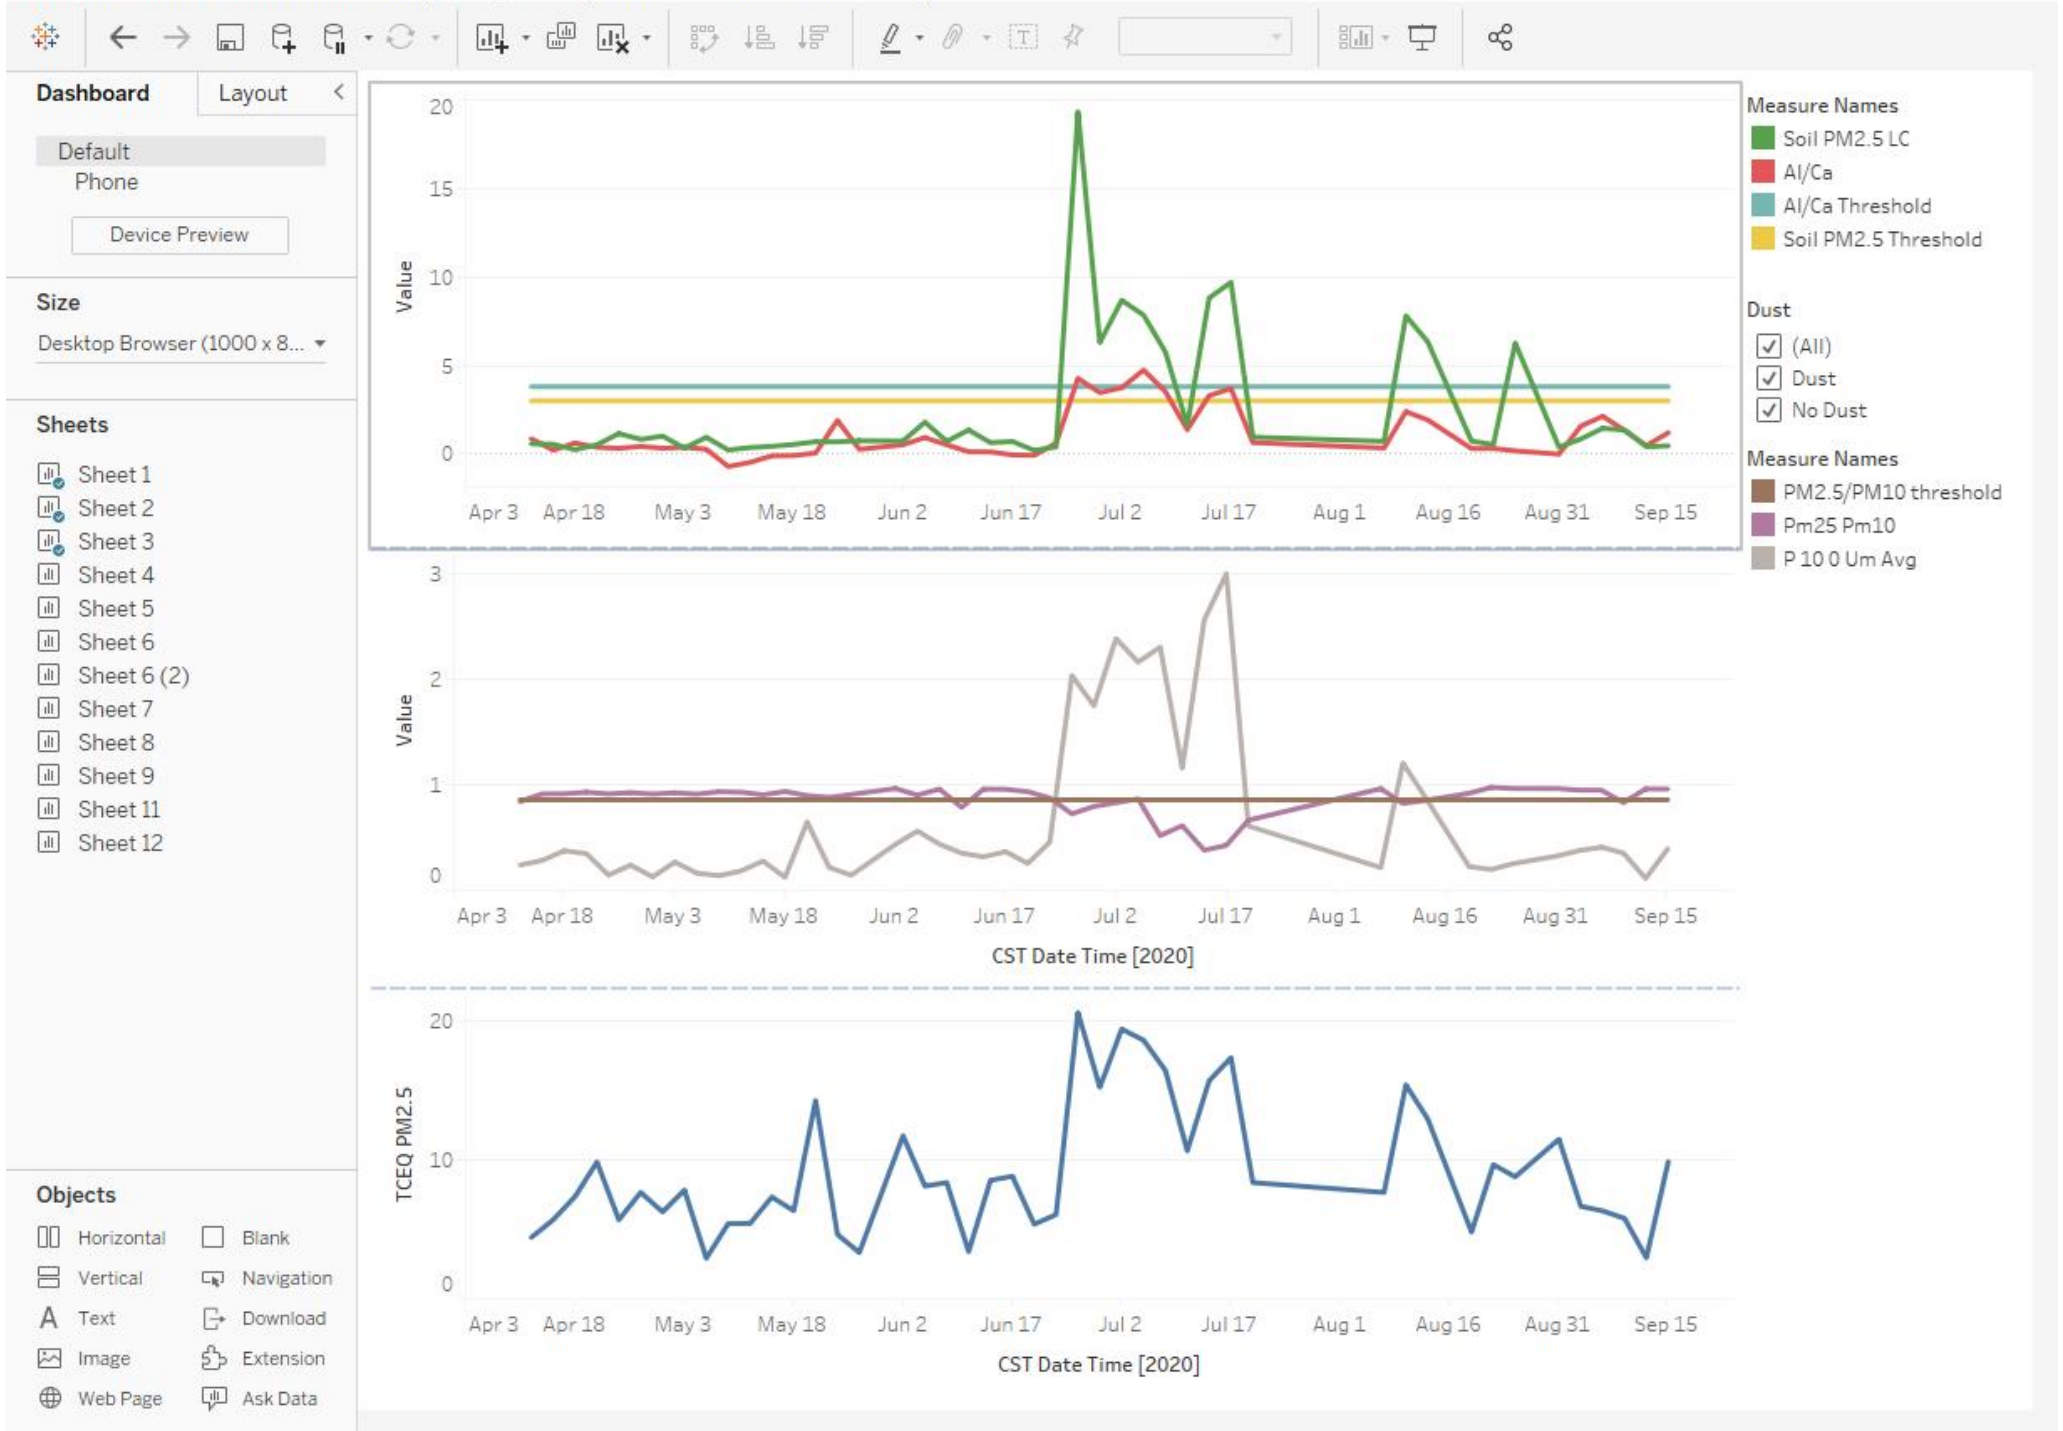 Dashboard
Layout
Default
Phone
Device Preview
Size
Desktop Browser (1000 x 8...
Sheets
Sheet 1
Sheet 2
Sheet 3
Sheet 4
Sheet 5
Sheet 6
Sheet 6 (2)
Sheet 7
Sheet 8
Sheet 9
Sheet 11
Sheet 12
Objects
Horizontal Blank
Vertical Navigation
Text Download
Image Extension
Web Page Ask Data
20
15
10
5
0
Value
Apr 3 Apr 18 May 3 May 18 Jun 2 Jun 17 Jul 2 Jul 17 Aug 1 Aug 16 Aug 31 Sep 15
3
2
1
0
Value
Apr 3 Apr 18 May 3 May 18 Jun 2 Jun 17 Jul 2 Jul 17 Aug 1 Aug 16 Aug 31 Sep 15
CST Date Time [2020]
20
10
0
TCEQ PM2.5
Apr 3 Apr 18 May 3 May 18 Jun 2 Jun 17 Jul 2 Jul 17 Aug 1 Aug 16 Aug 31 Sep 15
CST Date Time [2020]
Measure Names
Soil PM2.5 LC
Al/Ca
Al/Ca Threshold
Soil PM2.5 Threshold
Dust
(All)
Dust
No Dust
Measure Names
PM2.5/PM10 threshold
Pm25 Pm10
P 10 0 Um Avg